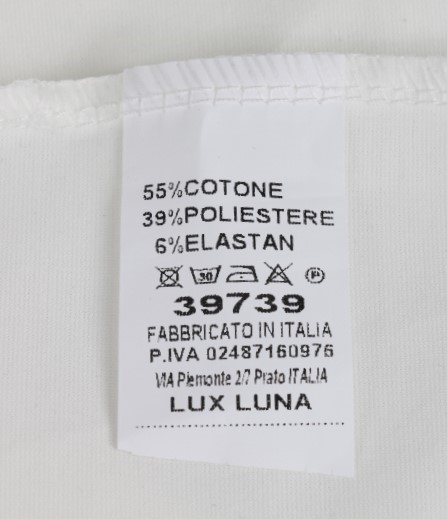 55%COTONE
39%POLIESTERE
6%ELASTAN
30 P
39739
FABBRICATO IN ITALIA
P.IVA 02487160976
VIA Piemonte 2/7 Prato ITALIA
LUX LUNA